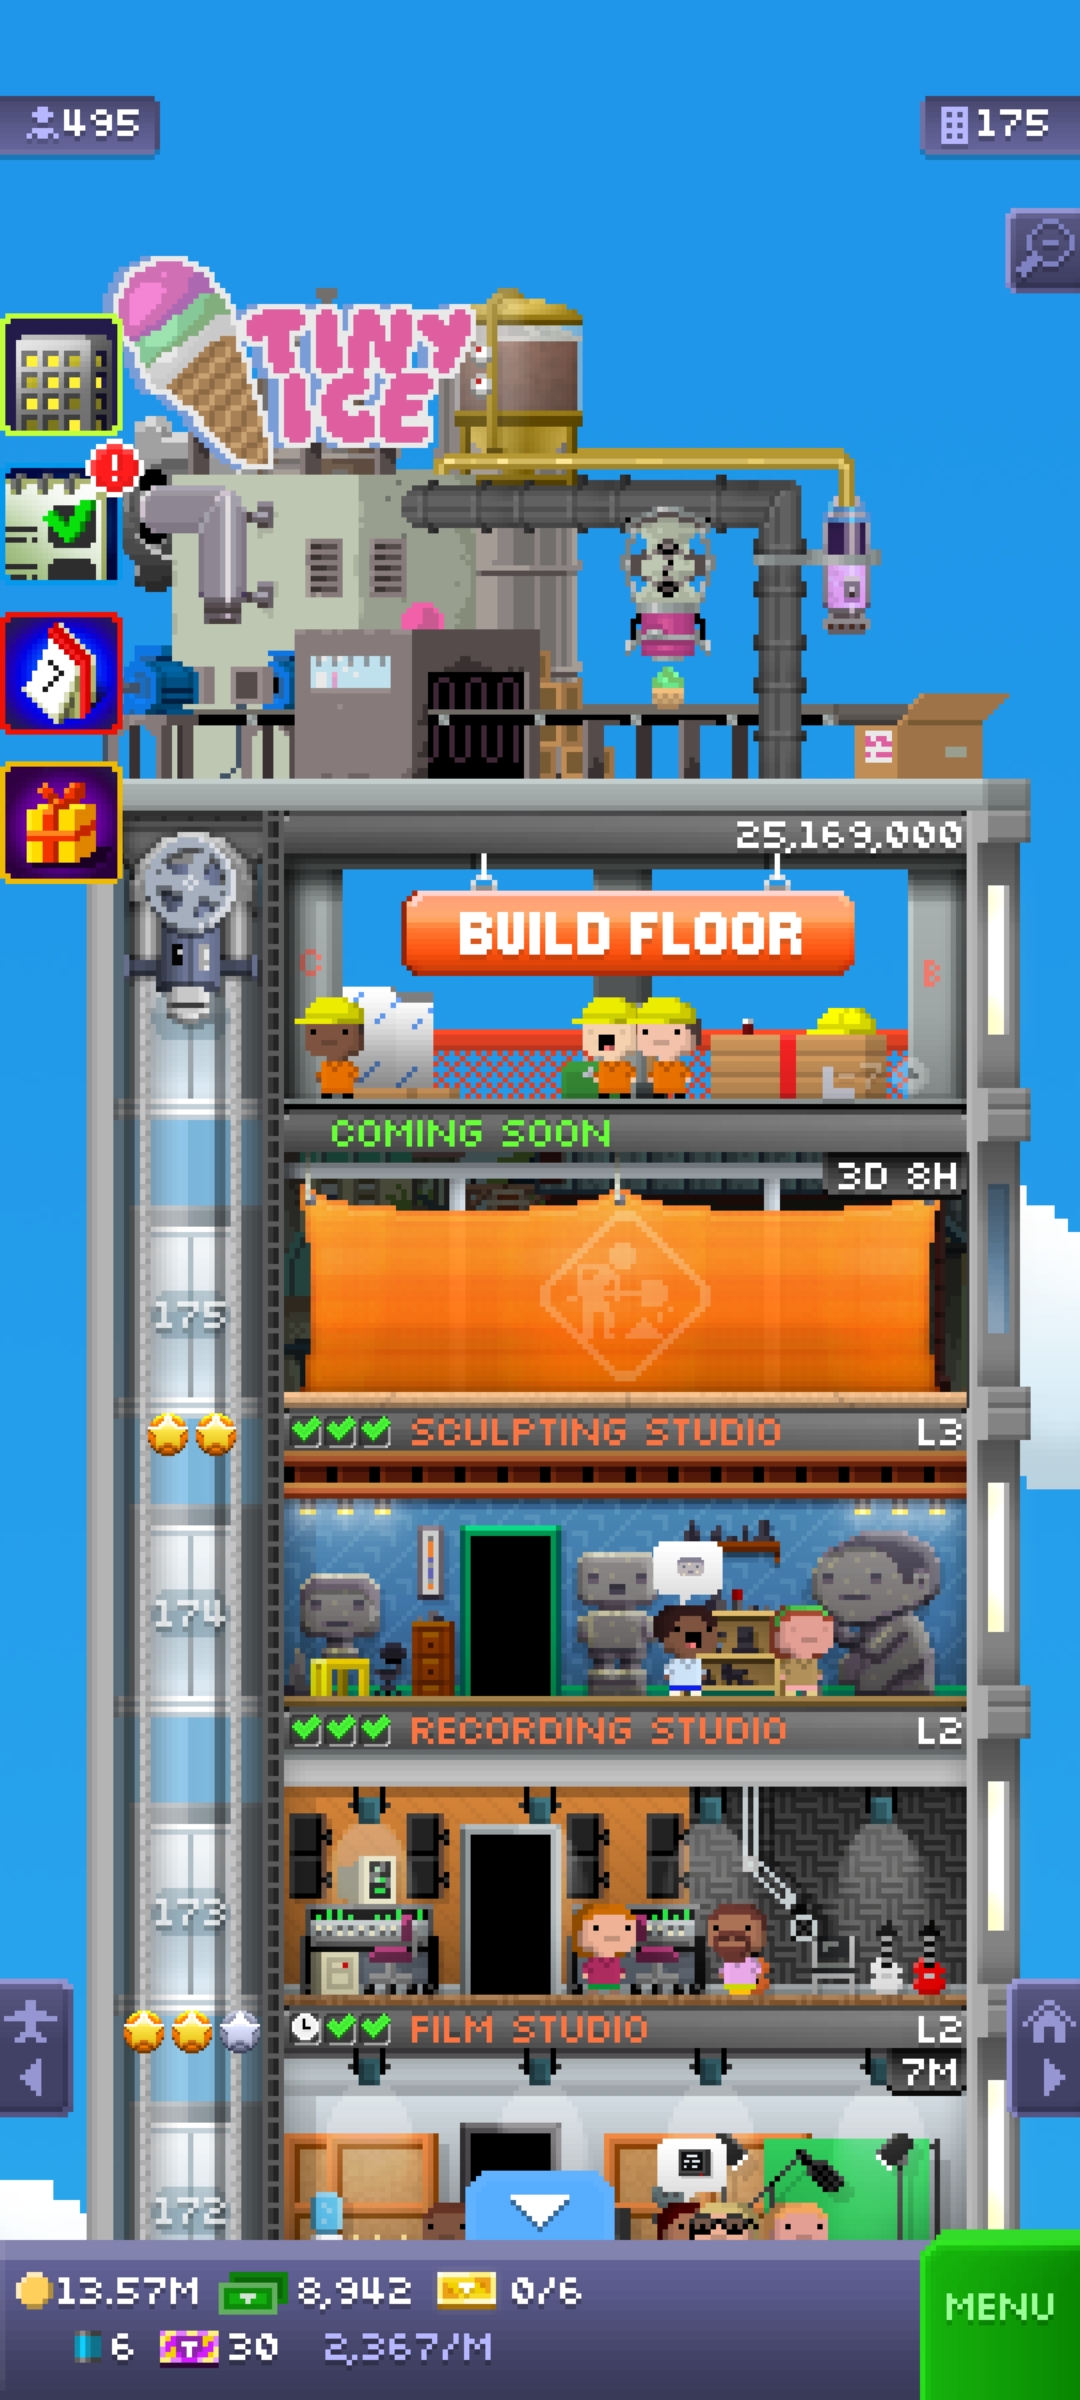 495
175
TINY
ICE
25,169,000
BUILD FLOOR
C
B
COMING SOON
3D 8H
175
SCULPTING STUDIO L3
174
RECORDING STUDIO L2
173
FILM STUDIO L2
7M
172
13.57M 8,942 0/6
6 30 2,367/M
MENU